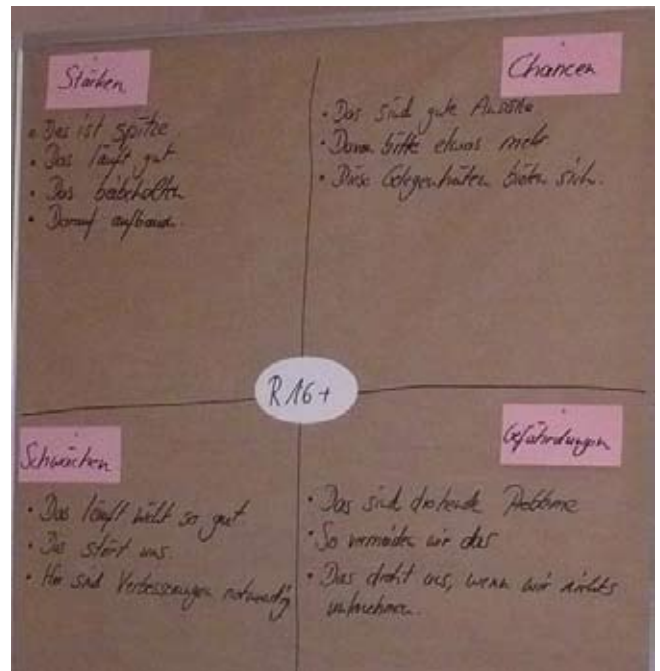 Stärken
• Das ist spitze
• Das läuft gut
• Das beibehalten
• Darauf aufbauen.
Chancen
• Das sind gute
• Davon bitte etwas mehr
• Diese Gelegenheiten bieten sich.
R 16+
Schwächen
• Das läuft nicht so gut
• Das stört uns.
• Hier sind Verbesserungen notwendig
Gefährdungen
• Das sind drohende Probleme
• So vermeiden wir das
• Das droht uns, wenn wir nichts
unternehmen.